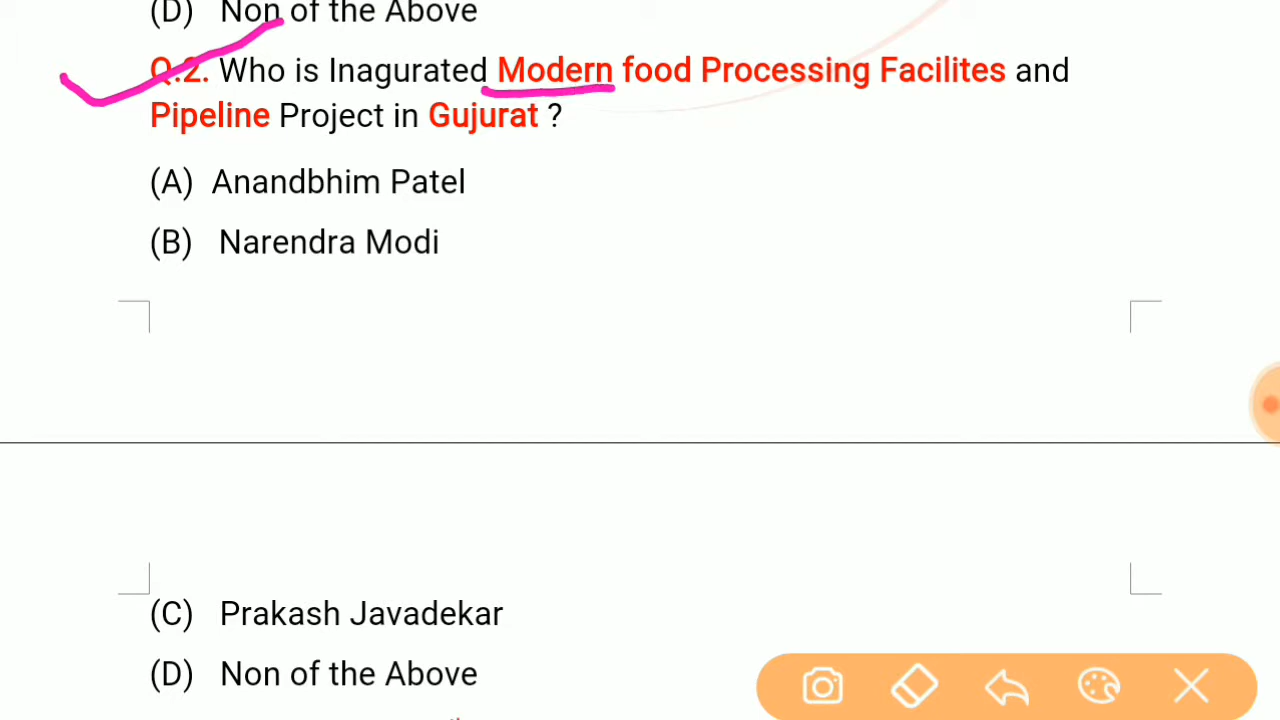 (D) Non of the Above
Q.2. Who is Inagurated Modern food Processing Facilites and
Pipeline Project in Gujurat ?
(A) Anandbhim Patel
(B) Narendra Modi
(C) Prakash Javadekar
(D) Non of the Above